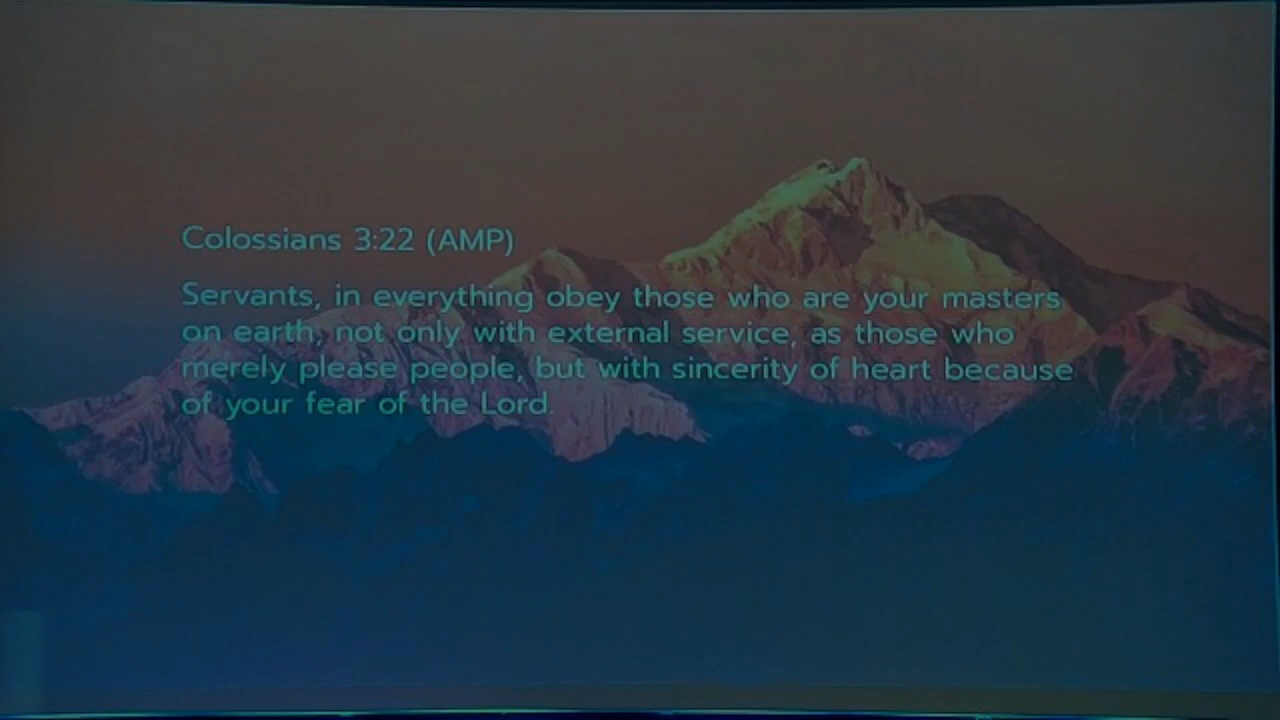 Colossians 3:22 (AMP)
Servants, in everything obey those who are your masters
on earth, not only with external service, as those who
merely please people, but with sincerity of heart because
of your fear of the Lord.